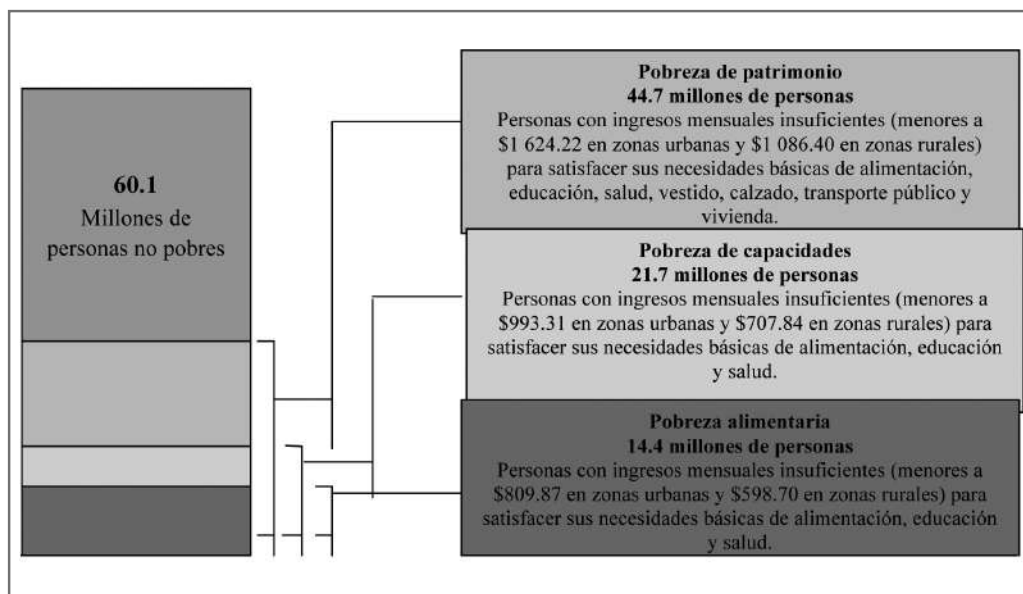 60.1
Millones de
personas no pobres
Pobreza de patrimonio
44.7 millones de personas
Personas con ingresos mensuales insuficientes (menores a
$1 624.22 en zonas urbanas y $1 086.40 en zonas rurales)
para satisfacer sus necesidades básicas de alimentación,
educación, salud, vestido, calzado, transporte público y
vivienda.
Pobreza de capacidades
21.7 millones de personas
Personas con ingresos mensuales insuficientes (menores a
$993.31 en zonas urbanas y $707.84 en zonas rurales) para
satisfacer sus necesidades básicas de alimentación, educación
y salud.
Pobreza alimentaria
14.4 millones de personas
Personas con ingresos mensuales insuficientes (menores a
$809.87 en zonas urbanas y $598.70 en zonas rurales) para
satisfacer sus necesidades básicas de alimentación, educación
y salud.